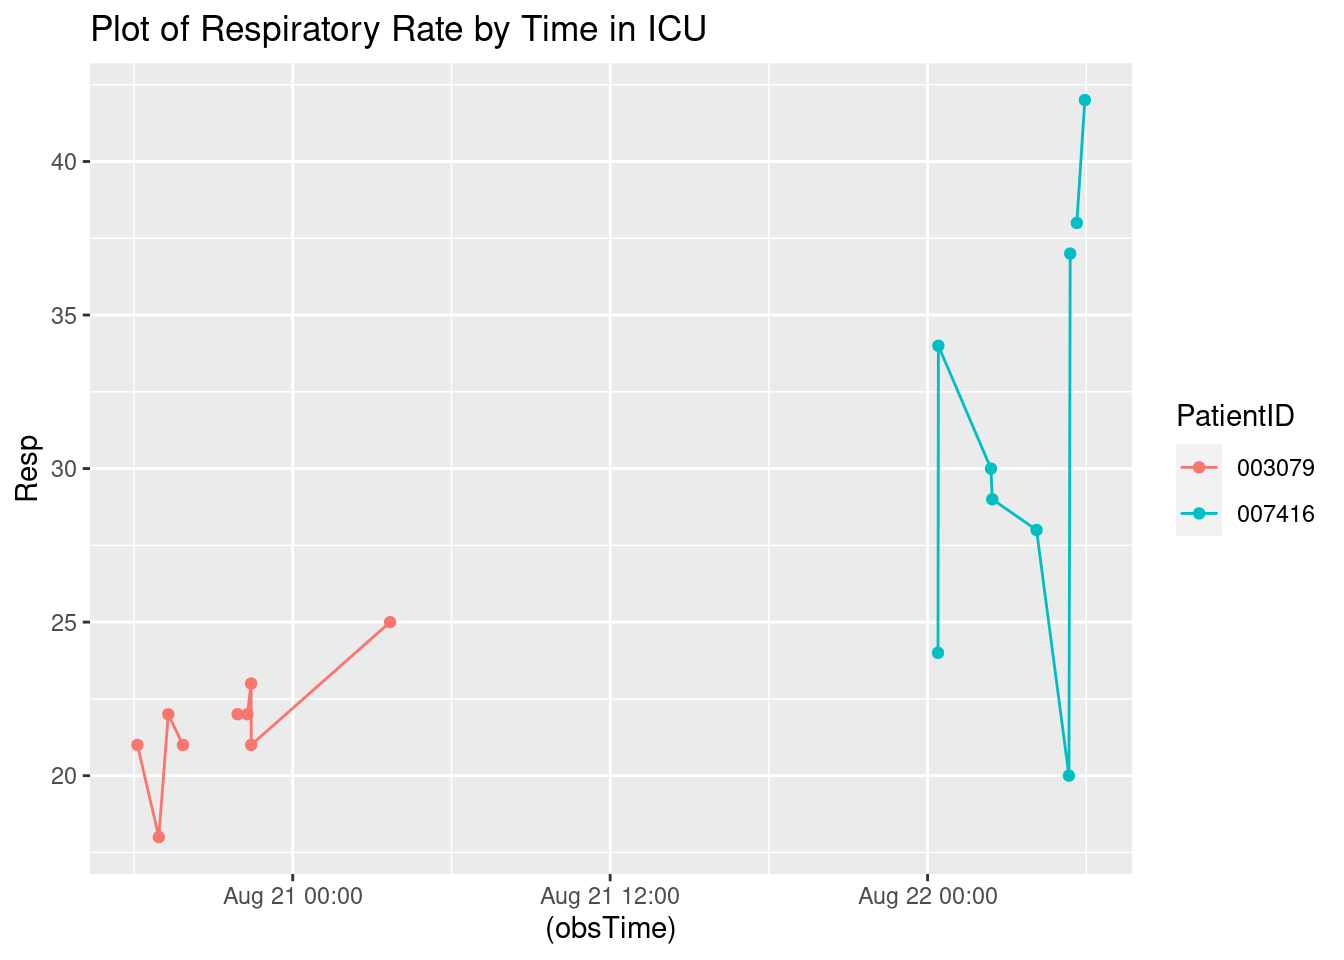 Plot of Respiratory Rate by Time in ICU
40
35
30
25
20
Resp
Aug 21 00:00
Aug 21 12:00
Aug 22 00:00
(obsTime)
PatientID
003079
007416